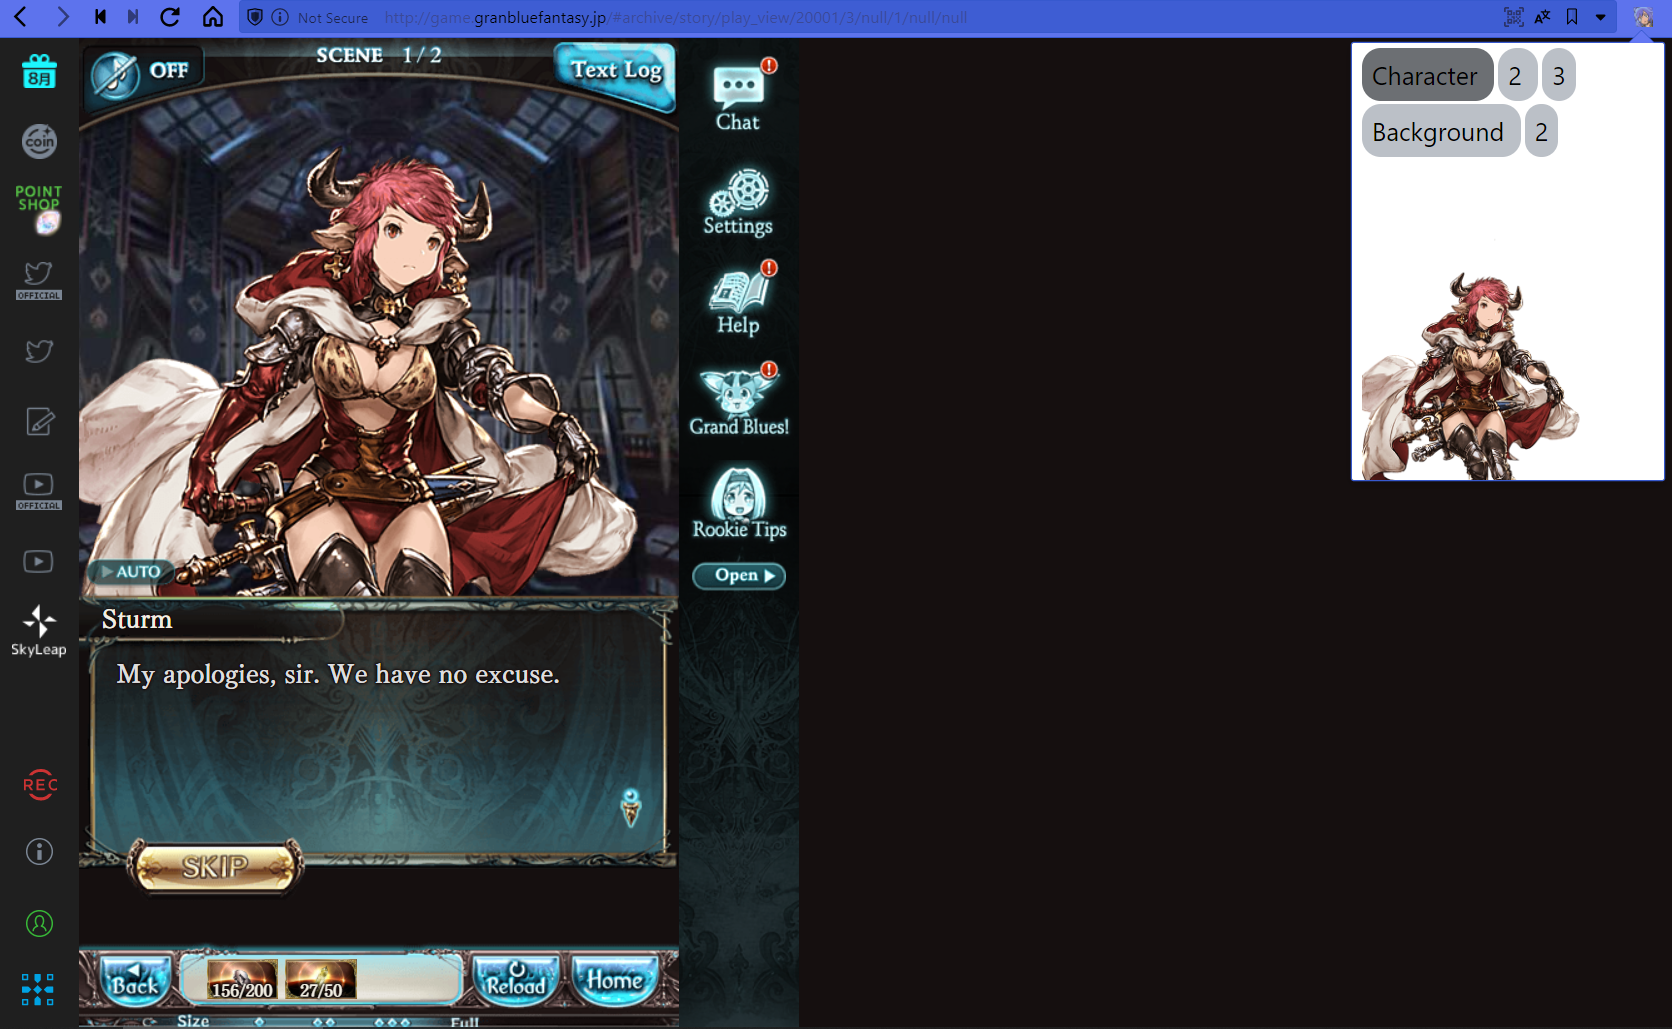 Not Secure http://game.granbluefantasy.jp/#archive/story/play_view/20001/3/null/1/null/null
8月
coin
POINT
SHOP
OFFICIAL
OFFICIAL
SkyLeap
REC
OFF
SCENE 1/2
Text Log
AUTO
Sturm
My apologies, sir. We have no excuse.
SKIP
Back
156/200
27/50
Reload
Home
Size
Full
Chat
Settings
Help
Grand Blues!
Rookie Tips
Open
Character 2 3
Background 2